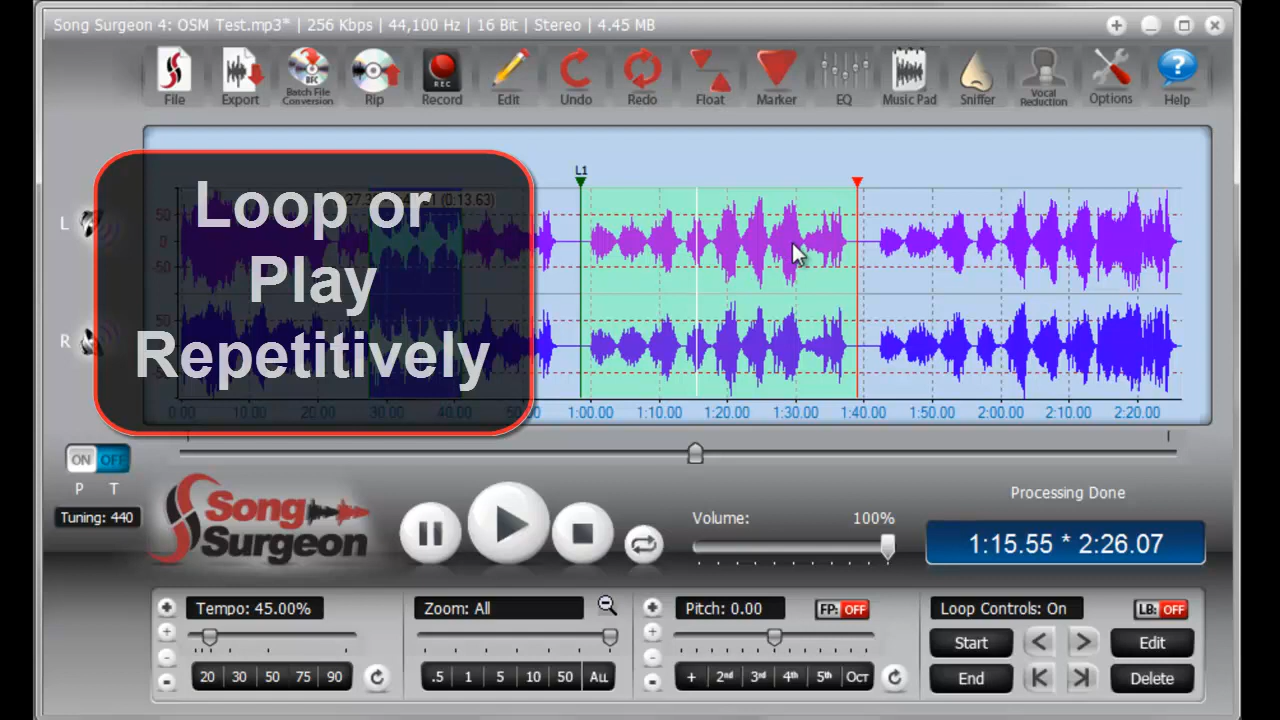 Song Surgeon 4: OSM Test.mp3* | 256 Kbps | 44,100 Hz | 16 Bit | Stereo | 4.45 MB
File
Export
BFC
Batch File
Conversion
Rip
REC
Record
Edit
Undo
Redo
Float
Marker
EQ
Music Pad
Sniffer
Vocal
Reduction
Options
Help
L1
(0:13.63)
Loop or
Play
Repetitively
L
50
0
-50
R
50
0
-50
0.00 10.00 20.00 30.00 40.00 1:00.00 1:10.00 1:20.00 1:30.00 1:40.00 1:50.00 2:00.00 2:10.00 2:20.00
ON OFF
P T
Tuning: 440
Song
Surgeon
Volume: 100%
Processing Done
1:15.55 * 2:26.07
Tempo: 45.00%
20 30 50 75 90
Zoom: All
.5 1 5 10 50 ALL
Pitch: 0.00 FP: OFF
+ 2nd 3rd 4th 5th Oct
Loop Controls: On LB: OFF
Start < > Edit
End Delete